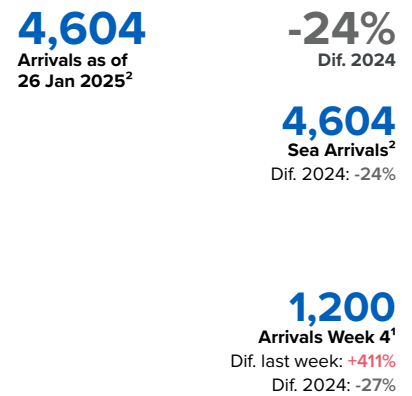 4,604
Arrivals as of
26 Jan 2025²
-24%
Dif. 2024
4,604
Sea Arrivals²
Dif. 2024: -24%
1,200
Arrivals Week 4¹
Dif. last week: +411%
Dif. 2024: -27%